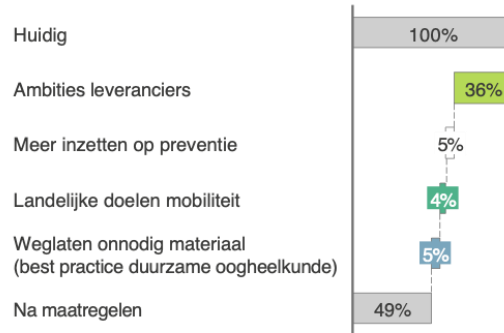 Huidig 100%
Ambities leveranciers 36%
Meer inzetten op preventie 5%
Landelijke doelen mobiliteit 4%
Weglaten onnodig materiaal
(best practice duurzame oogheelkunde) 5%
Na maatregelen 49%